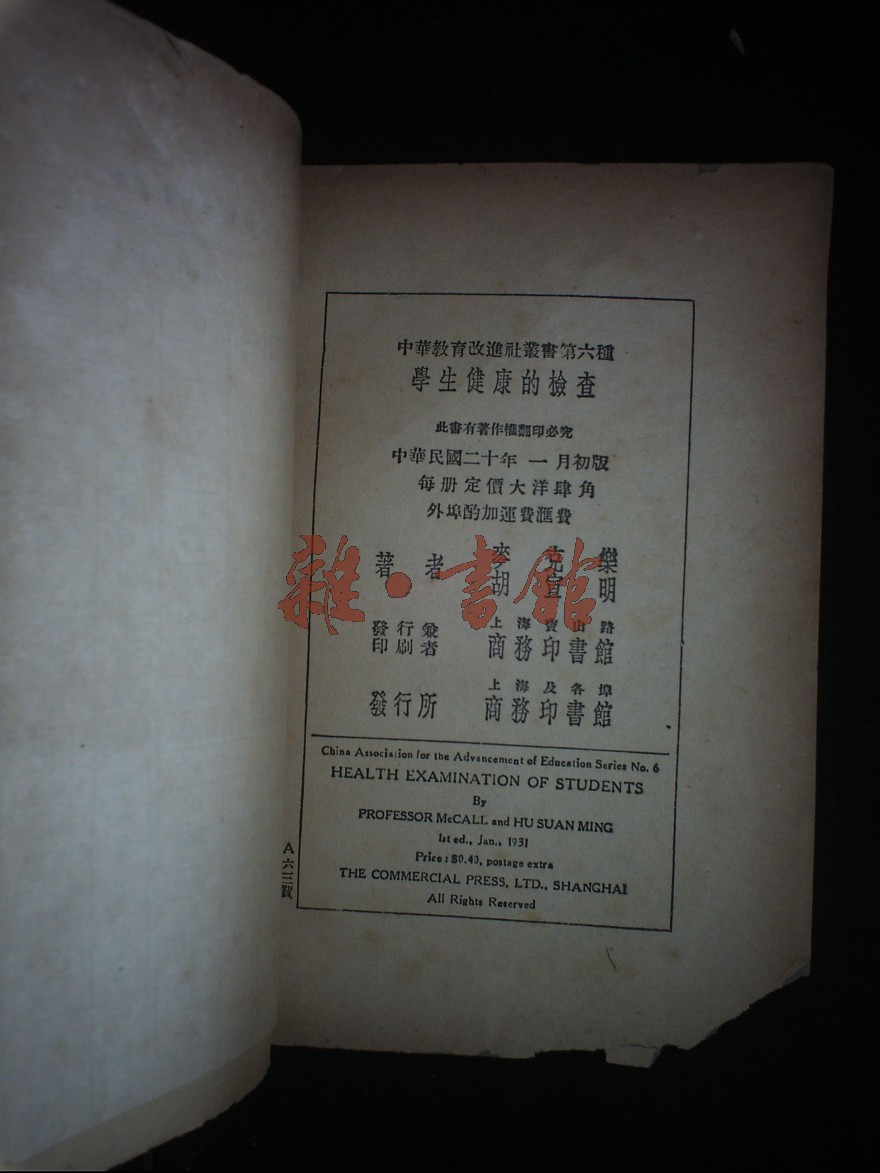 中華教育改進社叢書第六種
學生健康的檢查
此書有著作權翻印必究
中華民國二十年一月初版
每册定價大洋肆角
外埠酌加運費滙費
著者 麥克樂
胡宣明
發行兼
印刷者
上海寶山路
商務印書館
上海及各埠
發行所 商務印書館
China Association for the Advancement of Education Series No. 6
HEALTH EXAMINATION OF STUDENTS
By
PROFESSOR McCALL and HU SUAN MING
1st ed., Jan., 1931
Price: $0.40, postage extra
THE COMMERCIAL PRESS, LTD., SHANGHAI
All Rights Reserved
A六三賀
雜·書館